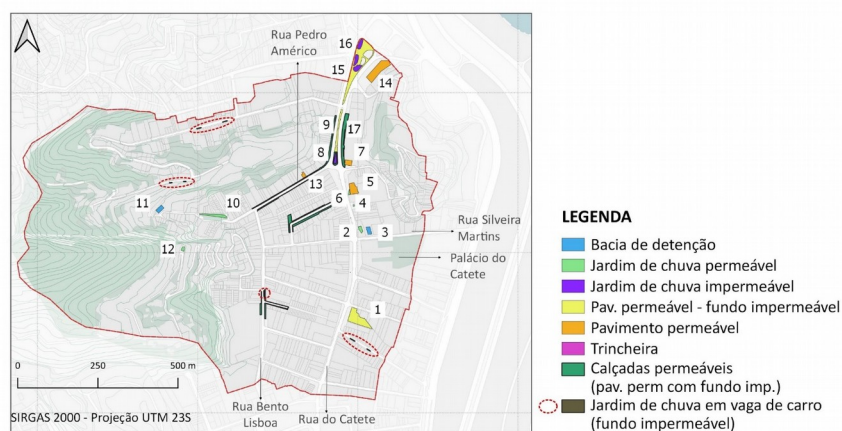 Rua Pedro
Américo
16
15
14
9
17
8
7
13
5
6
4
11
10
2
3
12
1
Rua Silveira
Martins
Palácio do
Catete
0
250
500 m
SIRGAS 2000 - Projeção UTM 23S
Rua Bento
Lisboa
Rua do Catete
LEGENDA
Bacia de detenção
Jardim de chuva permeável
Jardim de chuva impermeável
Pav. permeável - fundo impermeável
Pavimento permeável
Trincheira
Calçadas permeáveis
(pav. perm com fundo imp.)
Jardim de chuva em vaga de carro
(fundo impermeável)